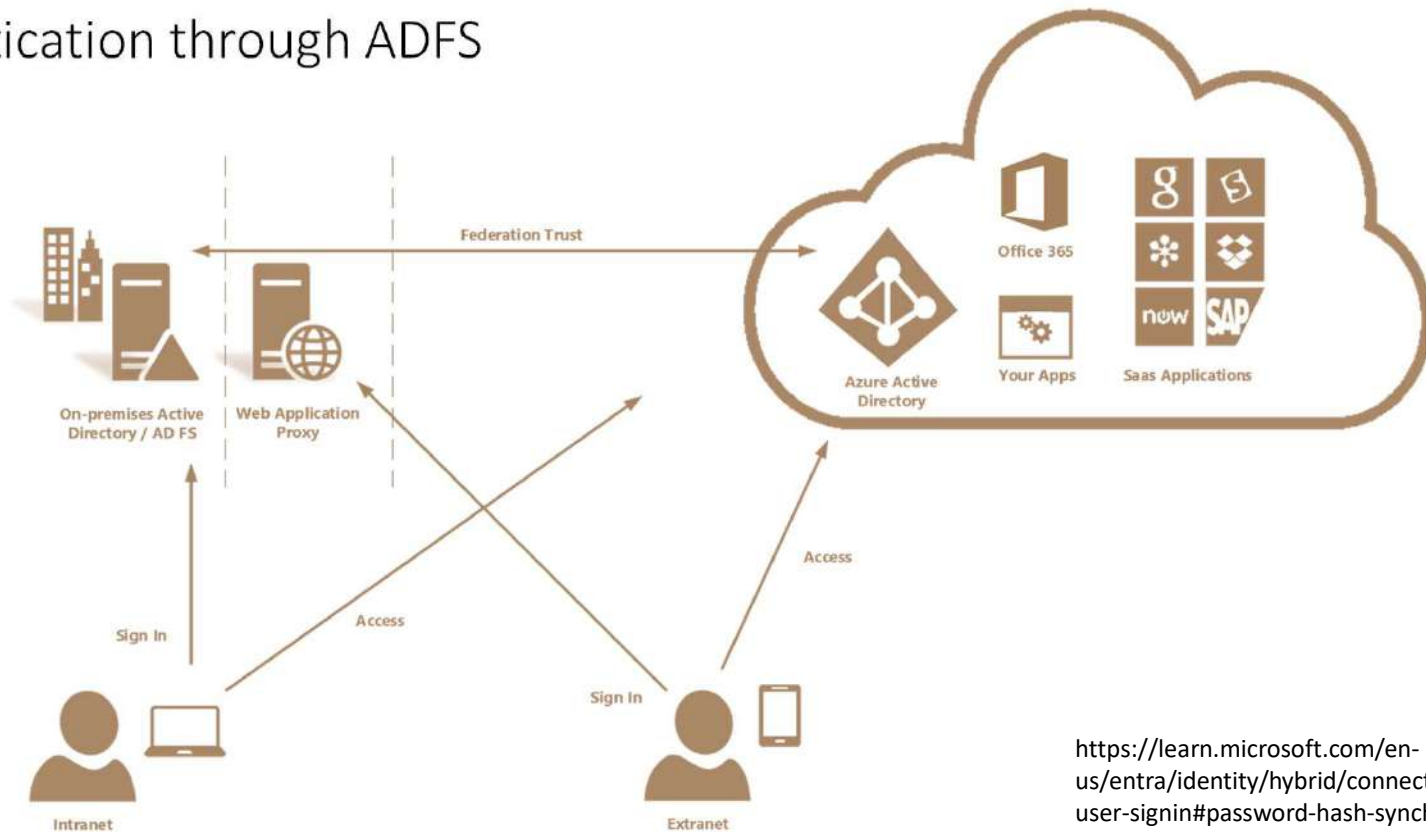 tication through ADFS
Federation Trust
Office 365
g
S
now
SAP
Your Apps
Saas Applications
Azure Active
Directory
On-premises Active
Directory / AD FS
Web Application
Proxy
Access
Access
Sign In
Sign In
Intranet
Extranet
https://learn.microsoft.com/en-
us/entra/identity/hybrid/connect
user-signin#password-hash-synch